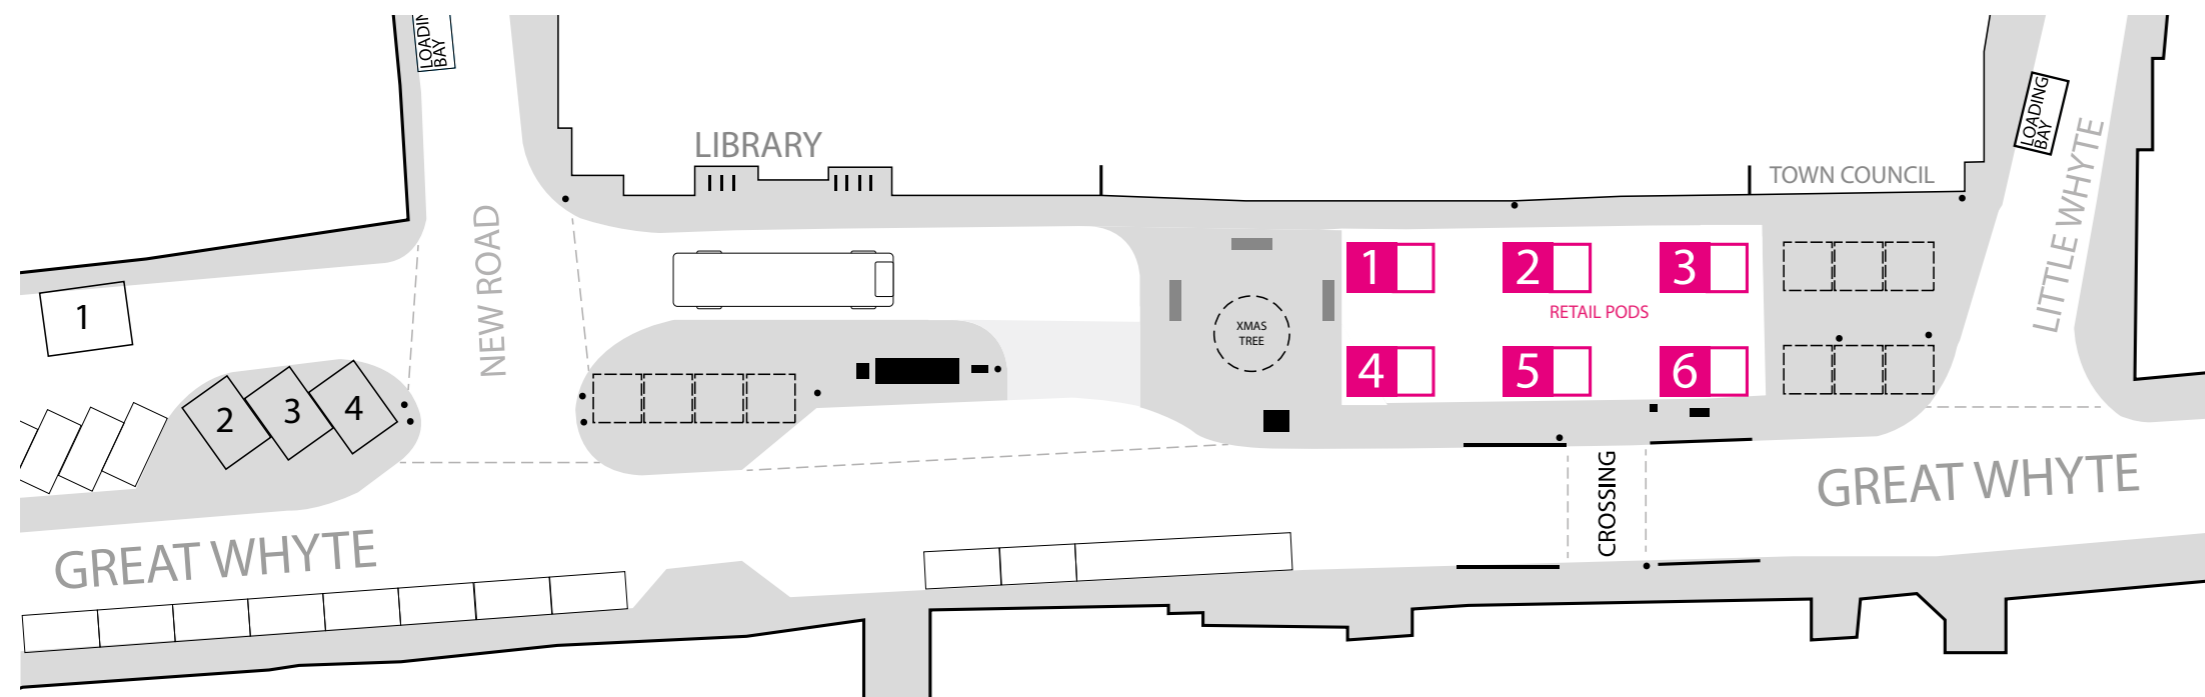 LOADING
BAY
LIBRARY
TOWN COUNCIL
LOADING
BAY
LITTLE WHYTE
NEW ROAD
1
2
3
RETAIL PODS
1
XMAS
TREE
4
5
6
2
3
4
CROSSING
GREAT WHYTE
GREAT WHYTE